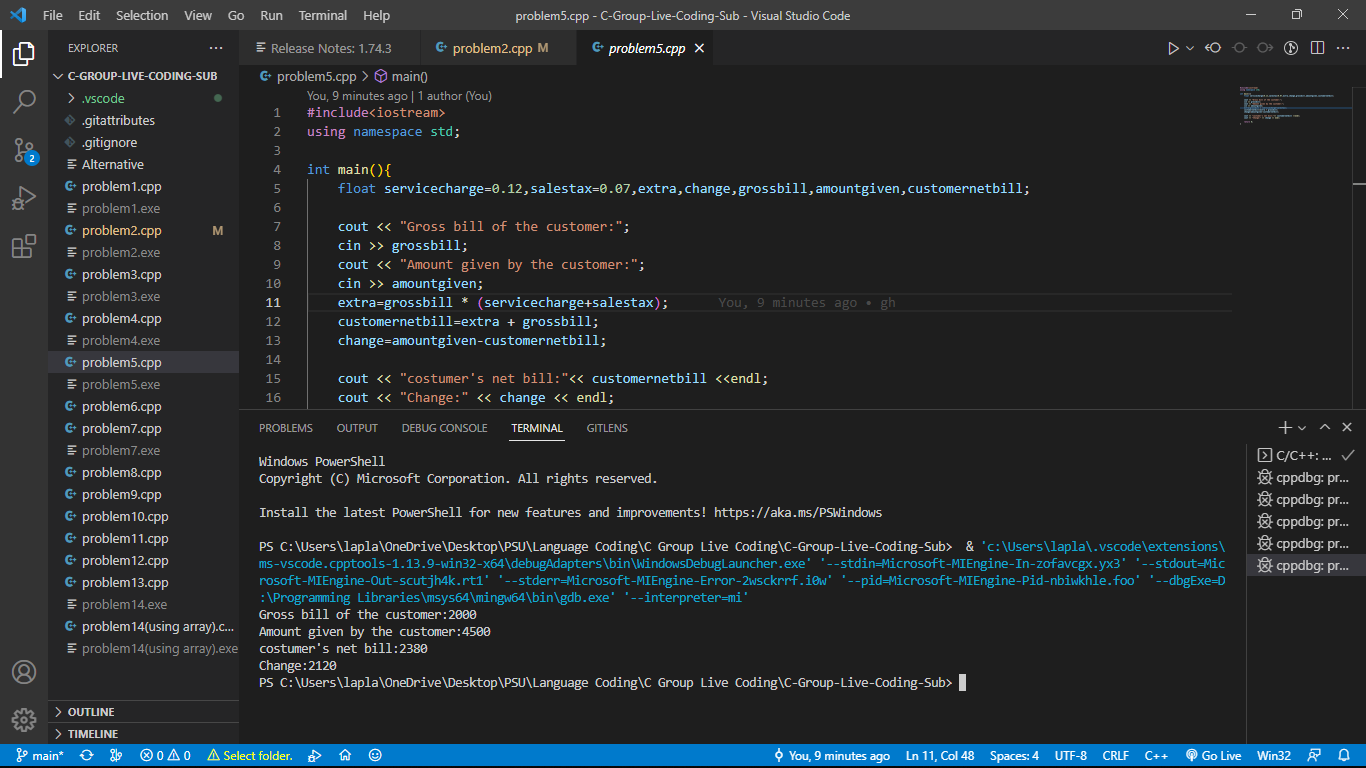 File Edit Selection View Go Run Terminal Help
problem5.cpp - C-Group-Live-Coding-Sub - Visual Studio Code
EXPLORER
C-GROUP-LIVE-CODING-SUB
.vscode
.gitattributes
.gitignore
Alternative
problem1.cpp
problem1.exe
problem2.cpp M
problem2.exe
problem3.cpp
problem3.exe
problem4.cpp
problem4.exe
problem5.cpp
problem5.exe
problem6.cpp
problem7.cpp
problem7.exe
problem8.cpp
problem9.cpp
problem10.cpp
problem11.cpp
problem12.cpp
problem13.cpp
problem14.exe
problem14(using array).c...
problem14(using array).exe
OUTLINE
TIMELINE
2
Release Notes: 1.74.3
problem2.cpp M
problem5.cpp
problem5.cpp > main()
You, 9 minutes ago | 1 author (You)
1 #include<iostream>
2 using namespace std;
3
4 int main(){
5 float servicecharge=0.12,salestax=0.07,extra,change,grossbill,amountgiven,customernetbill;
6
7 cout << "Gross bill of the customer:";
8 cin >> grossbill;
9 cout << "Amount given by the customer:";
10 cin >> amountgiven;
11 extra=grossbill * (servicecharge+salestax); You, 9 minutes ago • gh
12 customernetbill=extra + grossbill;
13 change=amountgiven-customernetbill;
14
15 cout << "costumer's net bill:"<< customernetbill <<endl;
16 cout << "Change:" << change << endl;
PROBLEMS OUTPUT DEBUG CONSOLE TERMINAL GITLENS
Windows PowerShell
Copyright (C) Microsoft Corporation. All rights reserved.
Install the latest PowerShell for new features and improvements! https://aka.ms/PSWindows
PS C:\Users\lapla\OneDrive\Desktop\PSU\Language Coding\C Group Live Coding\C-Group-Live-Coding-Sub> & 'c:\Users\lapla\.vscode\extensions\
ms-vscode.cpptools-1.13.9-win32-x64\debugAdapters\bin\WindowsDebugLauncher.exe' '--stdin=Microsoft-MIEngine-In-zofavcgx.yx3' '--stdout=Mic
rosoft-MIEngine-Out-scutjh4k.rt1' '--stderr=Microsoft-MIEngine-Error-2wsckrrf.i0w' '--pid=Microsoft-MIEngine-Pid-nbiwkhle.foo' '--dbgExe=D
:\Programming Libraries\msys64\mingw64\bin\gdb.exe' '--interpreter=mi'
Gross bill of the customer:2000
Amount given by the customer:4500
costumer's net bill:2380
Change:2120
PS C:\Users\lapla\OneDrive\Desktop\PSU\Language Coding\C Group Live Coding\C-Group-Live-Coding-Sub>
C/C++: ...
cppdbg: pr...
cppdbg: pr...
cppdbg: pr...
cppdbg: pr...
cppdbg: pr...
main* 0 0 Select folder. You, 9 minutes ago Ln 11, Col 48 Spaces: 4 UTF-8 CRLF C++ Go Live Win32